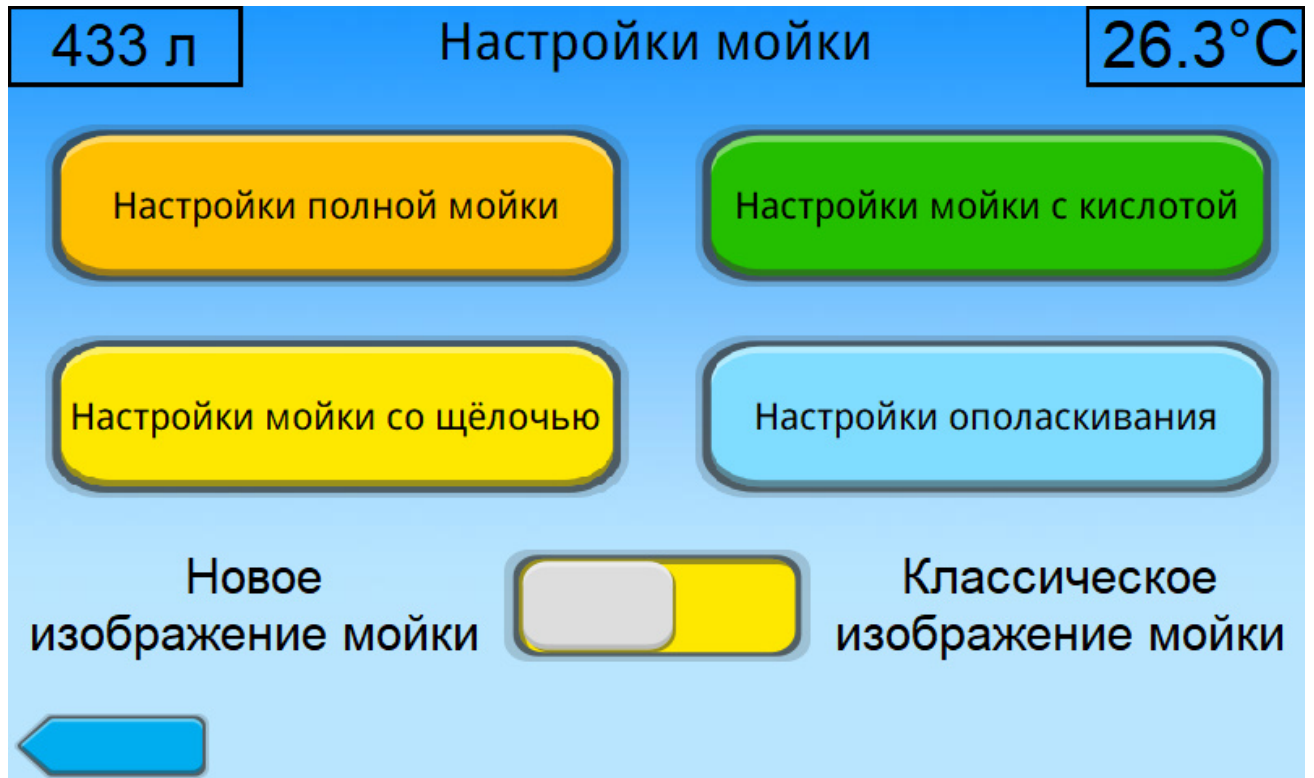 433 л
Настройки мойки
26.3°C
Настройки полной мойки
Настройки мойки с кислотой
Настройки мойки со щёлочью
Настройки ополаскивания
Новое
изображение мойки
Классическое
изображение мойки